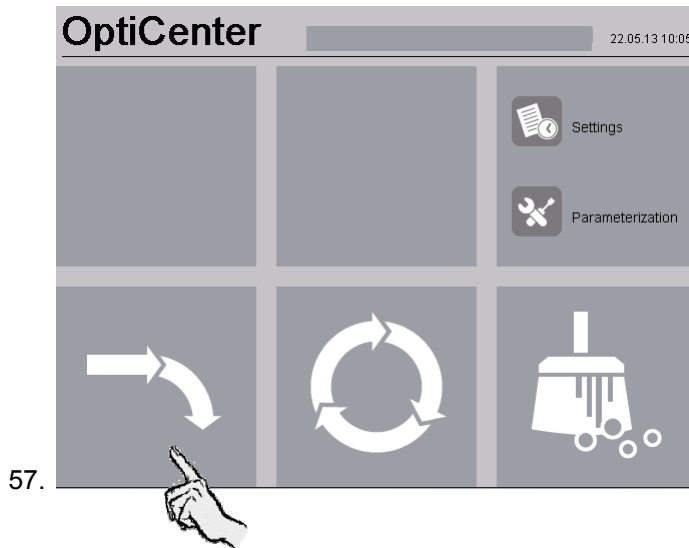 OptiCenter
22.05.13 10:05
Settings
Parameterization
57.